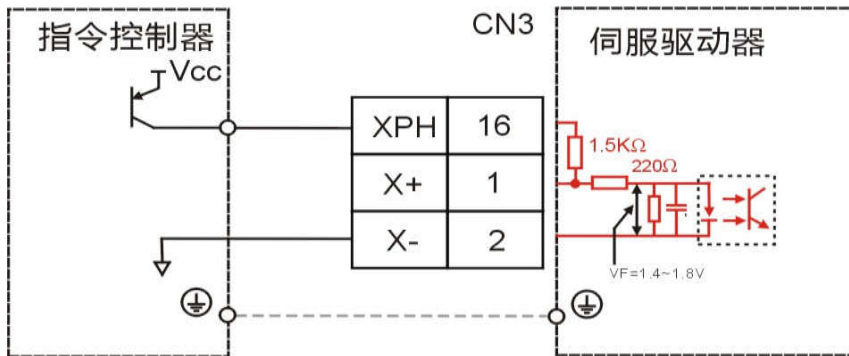 指令控制器
CN3
伺服驱动器
Vcc
XPH 16
1.5KΩ
220Ω
X+ 1
X- 2
VF=1.4~1.8V